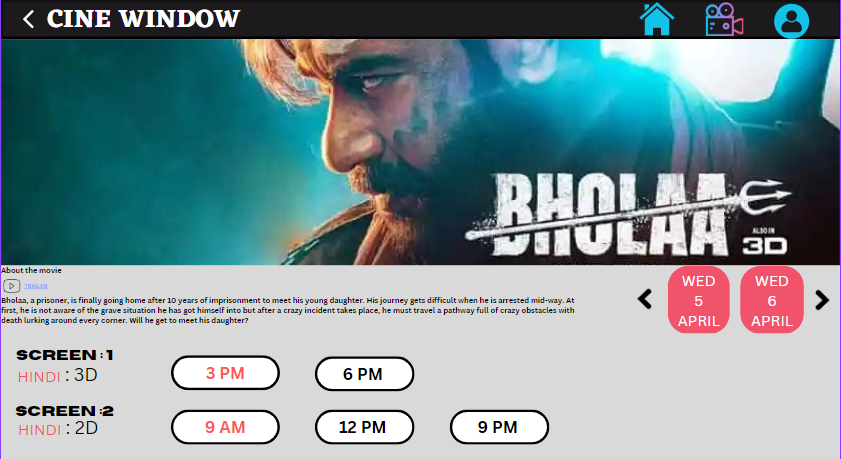 CINE WINDOW
BHOLAA
ALSO IN
3D
About the movie
TRAILER
Bholaa, a prisoner, is finally going home after 10 years of imprisonment to meet his young daughter. His journey gets difficult when he is arrested mid-way. At
first, he is not aware of the grave situation he has got himself into but after a crazy incident takes place, he must travel a pathway full of crazy obstacles with
death lurking around every corner. Will he get to meet his daughter?
WED
5
APRIL
WED
6
APRIL
SCREEN :1
HINDI : 3D
3 PM
6 PM
SCREEN :2
HINDI : 2D
9 AM
12 PM
9 PM